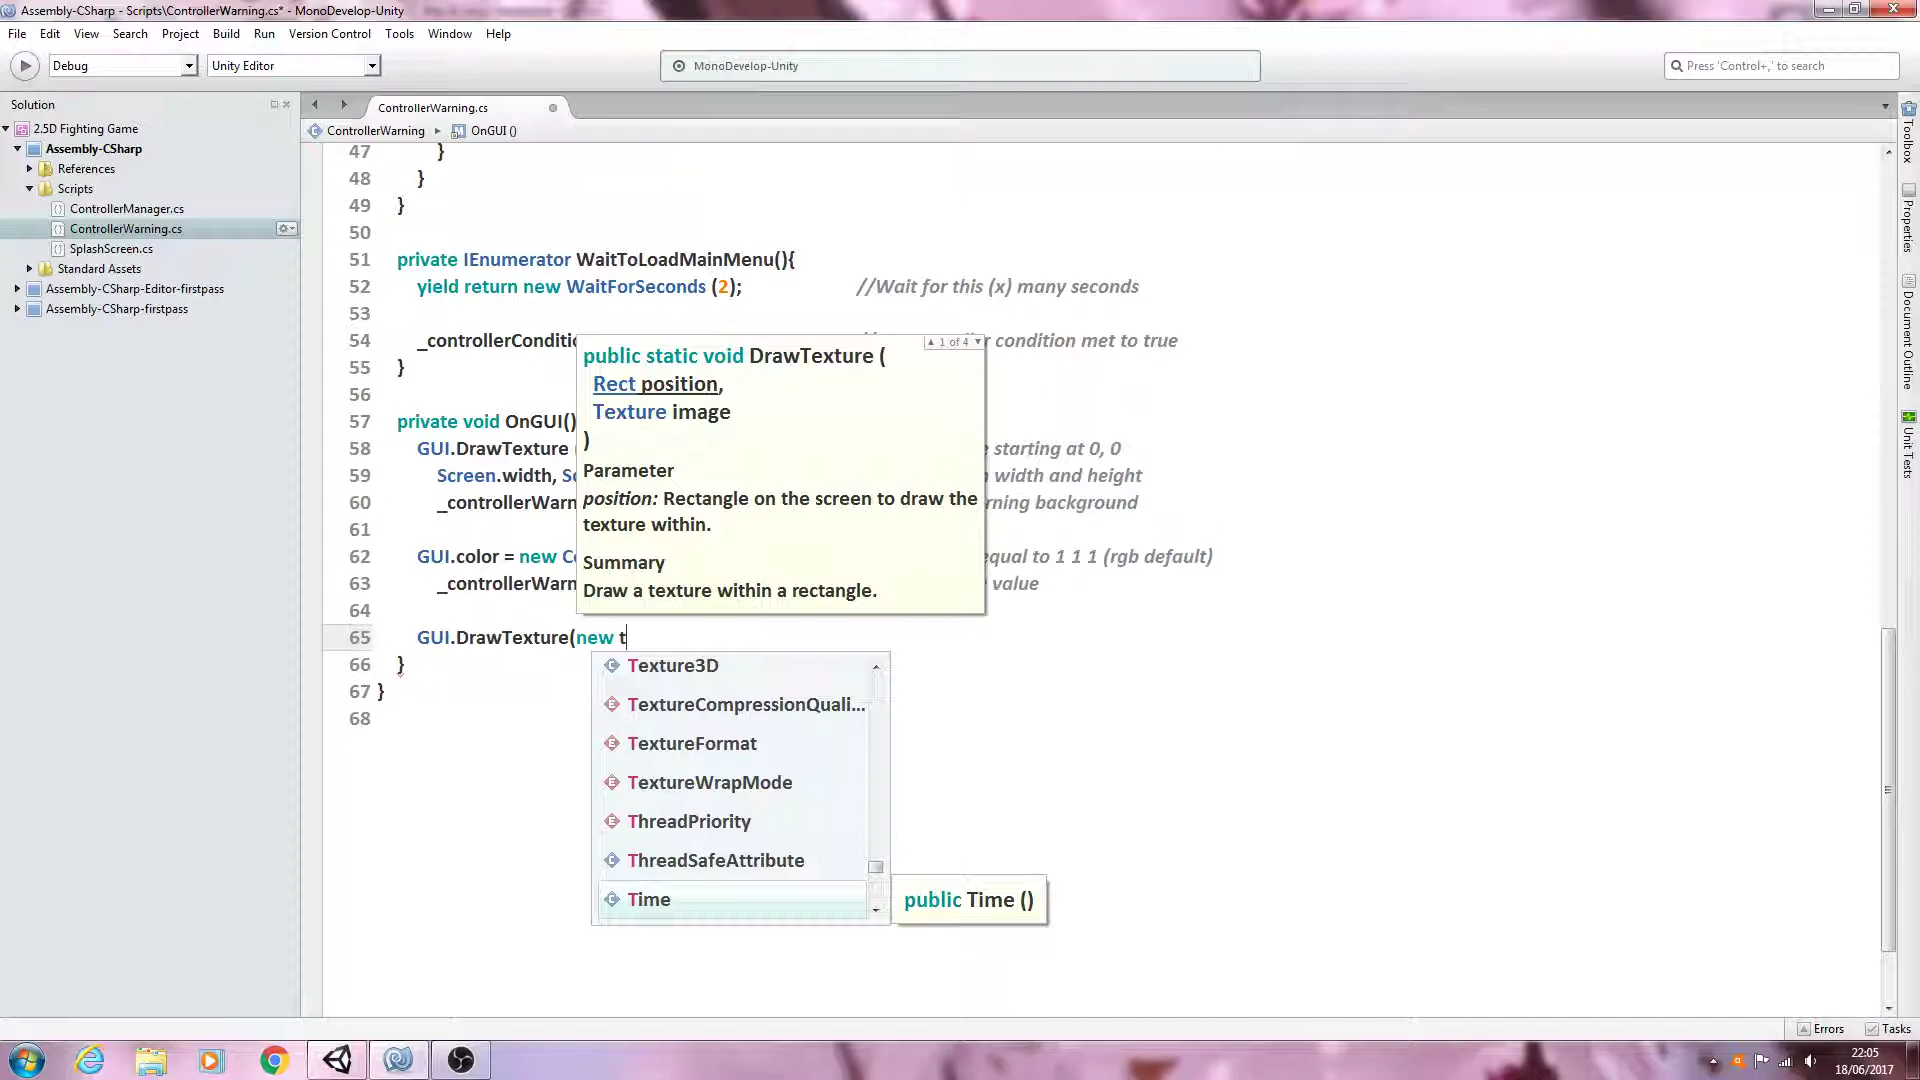 Assembly-CSharp - Scripts\ControllerWarning.cs* - MonoDevelop-Unity
File Edit View Search Project Build Run Version Control Tools Window Help
Debug Unity Editor MonoDevelop-Unity Press 'Control+,' to search
Solution
2.5D Fighting Game
Assembly-CSharp
References
Scripts
ControllerManager.cs
ControllerWarning.cs
SplashScreen.cs
Standard Assets
Assembly-CSharp-Editor-firstpass
Assembly-CSharp-firstpass
ControllerWarning.cs
ControllerWarning OnGUI ()
47 }
48 }
49 }
50
51 private IEnumerator WaitToLoadMainMenu(){
52 yield return new WaitForSeconds (2); //Wait for this (x) many seconds
53
54 _controllerConditio r condition met to true
55 }
56
57 private void OnGUI()
58 GUI.DrawTexture starting at 0, 0
59 Screen.width, Sc width and height
60 _controllerWarn rning background
61
62 GUI.color = new Co equal to 1 1 1 (rgb default)
63 _controllerWarn value
64
65 GUI.DrawTexture(new t
66 }
67 }
68
1 of 4
public static void DrawTexture (
Rect position,
Texture image
)
Parameter
position: Rectangle on the screen to draw the
texture within.
Summary
Draw a texture within a rectangle.
Texture3D
TextureCompressionQuali...
TextureFormat
TextureWrapMode
ThreadPriority
ThreadSafeAttribute
Time
public Time ()
Toolbox
Properties
Document Outline
Unit Tests
Errors Tasks
22:05
18/06/2017